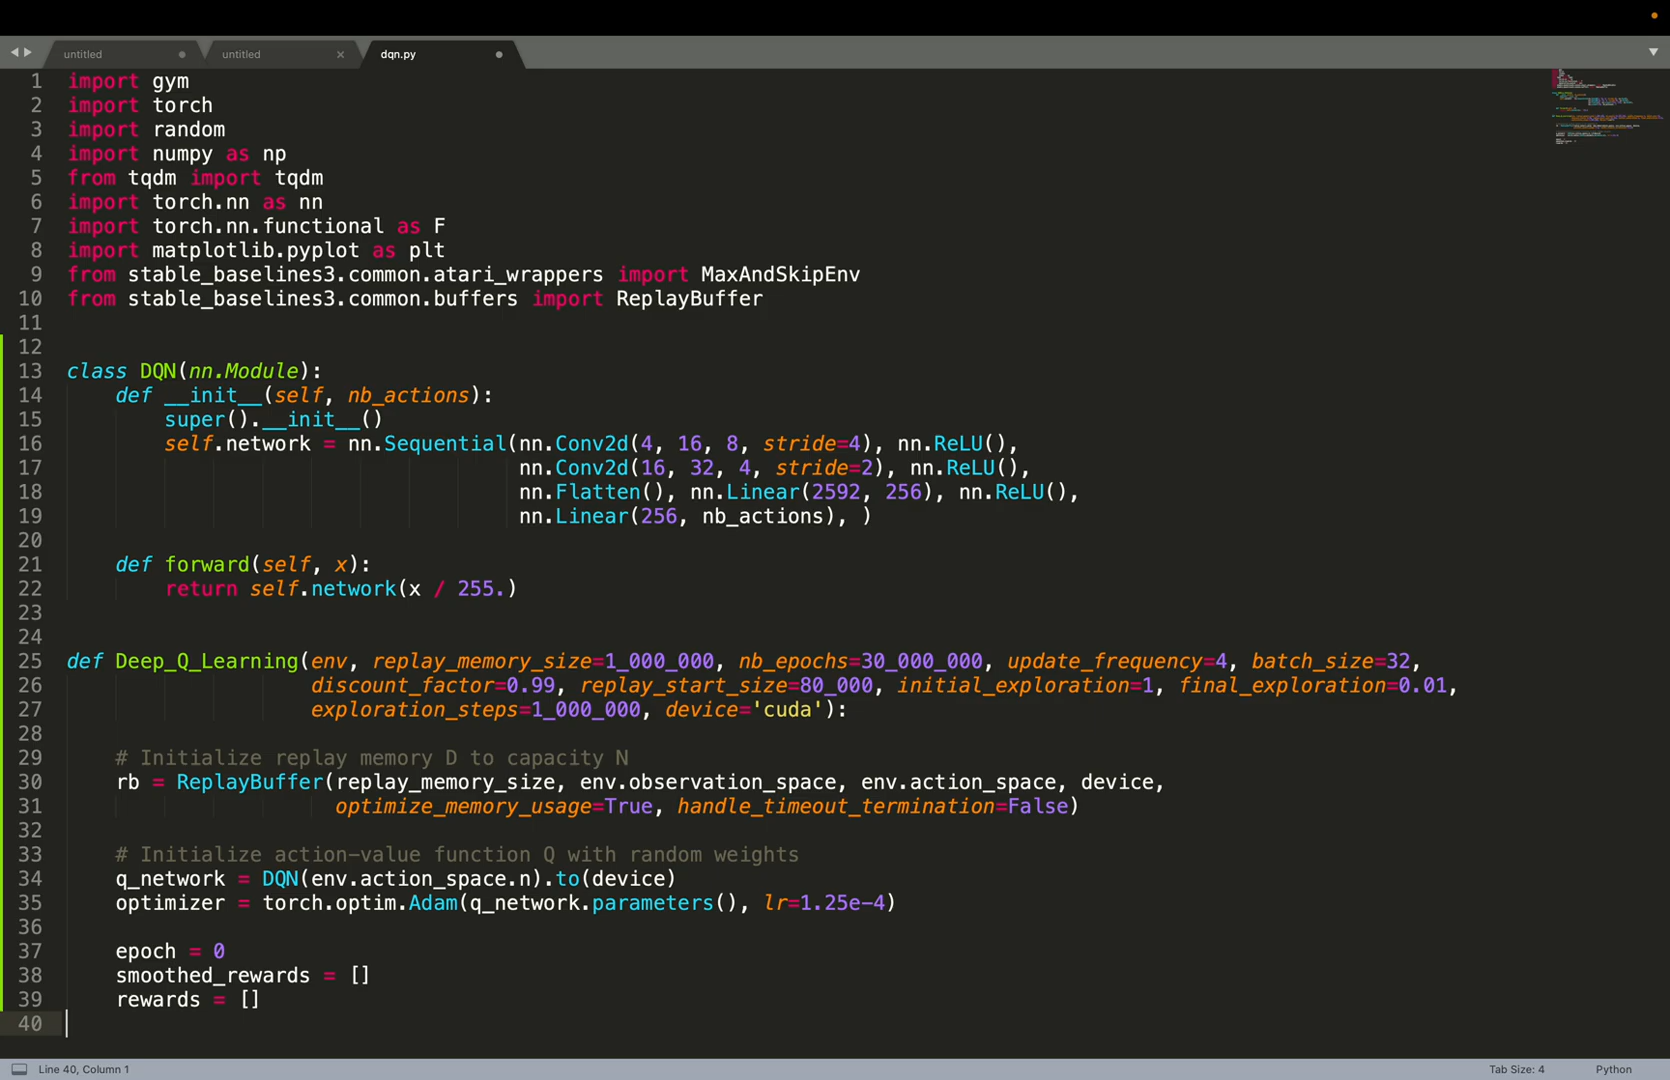 untitled
untitled
dqn.py
1 import gym
2 import torch
3 import random
4 import numpy as np
5 from tqdm import tqdm
6 import torch.nn as nn
7 import torch.nn.functional as F
8 import matplotlib.pyplot as plt
9 from stable_baselines3.common.atari_wrappers import MaxAndSkipEnv
10 from stable_baselines3.common.buffers import ReplayBuffer
11
12
13 class DQN(nn.Module):
14     def __init__(self, nb_actions):
15         super().__init__()
16         self.network = nn.Sequential(nn.Conv2d(4, 16, 8, stride=4), nn.ReLU(),
17                                      nn.Conv2d(16, 32, 4, stride=2), nn.ReLU(),
18                                      nn.Flatten(), nn.Linear(2592, 256), nn.ReLU(),
19                                      nn.Linear(256, nb_actions), )
20
21     def forward(self, x):
22         return self.network(x / 255.)
23
24
25 def Deep_Q_Learning(env, replay_memory_size=1_000_000, nb_epochs=30_000_000, update_frequency=4, batch_size=32,
26                     discount_factor=0.99, replay_start_size=80_000, initial_exploration=1, final_exploration=0.01,
27                     exploration_steps=1_000_000, device='cuda'):
28
29     # Initialize replay memory D to capacity N
30     rb = ReplayBuffer(replay_memory_size, env.observation_space, env.action_space, device,
31                       optimize_memory_usage=True, handle_timeout_termination=False)
32
33     # Initialize action-value function Q with random weights
34     q_network = DQN(env.action_space.n).to(device)
35     optimizer = torch.optim.Adam(q_network.parameters(), lr=1.25e-4)
36
37     epoch = 0
38     smoothed_rewards = []
39     rewards = []
40
Line 40, Column 1
Tab Size: 4
Python